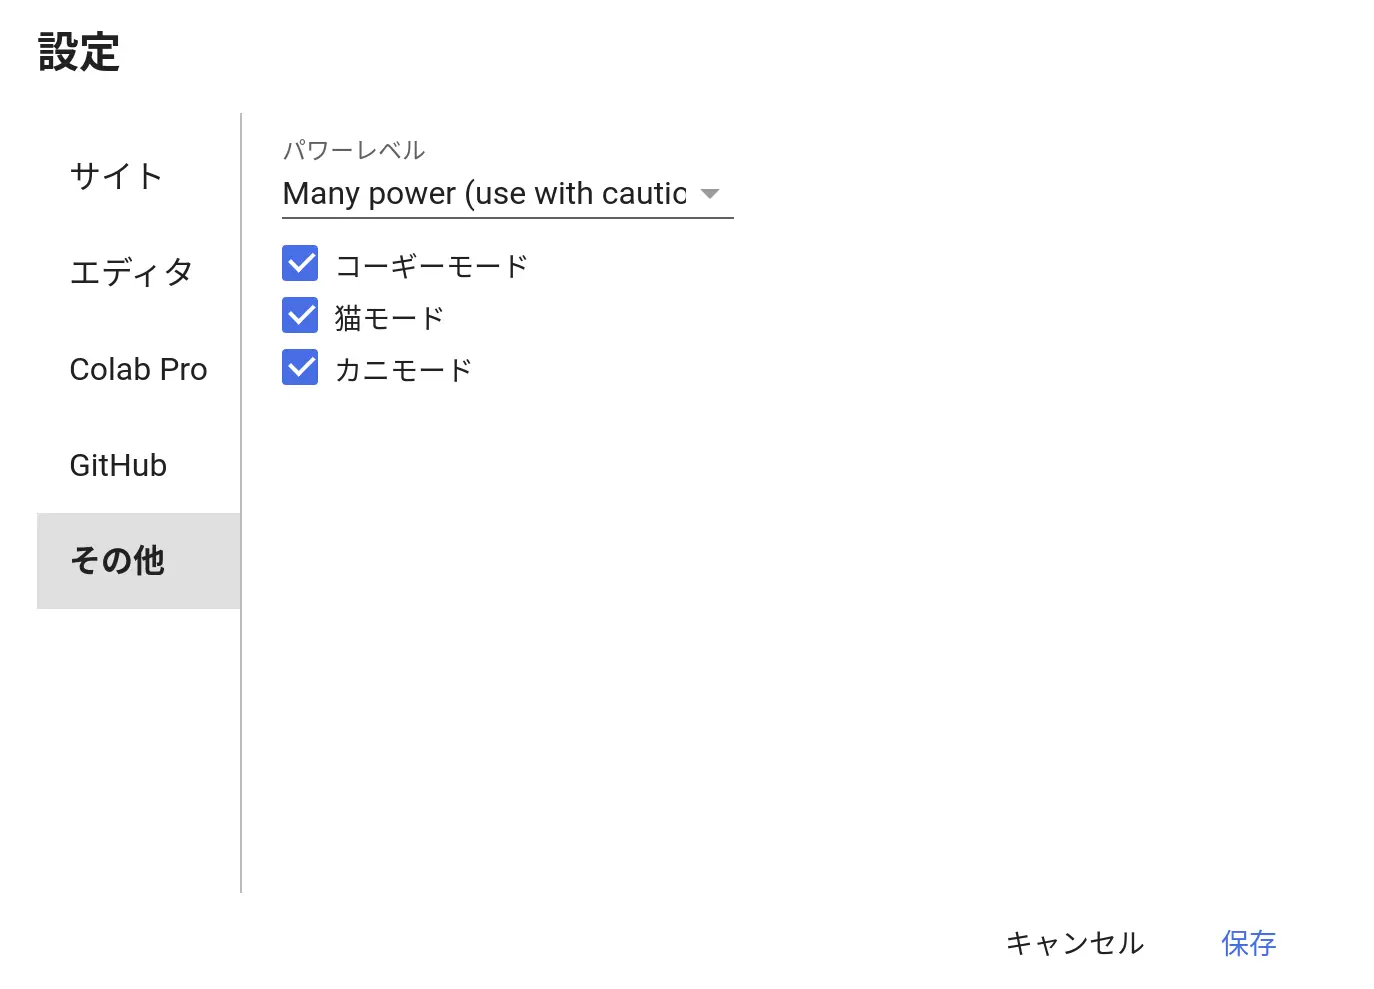 設定
サイト
エディタ
Colab Pro
GitHub
その他
パワーレベル
Many power (use with cautio
コーギーモード
猫モード
カニモード
キャンセル
保存